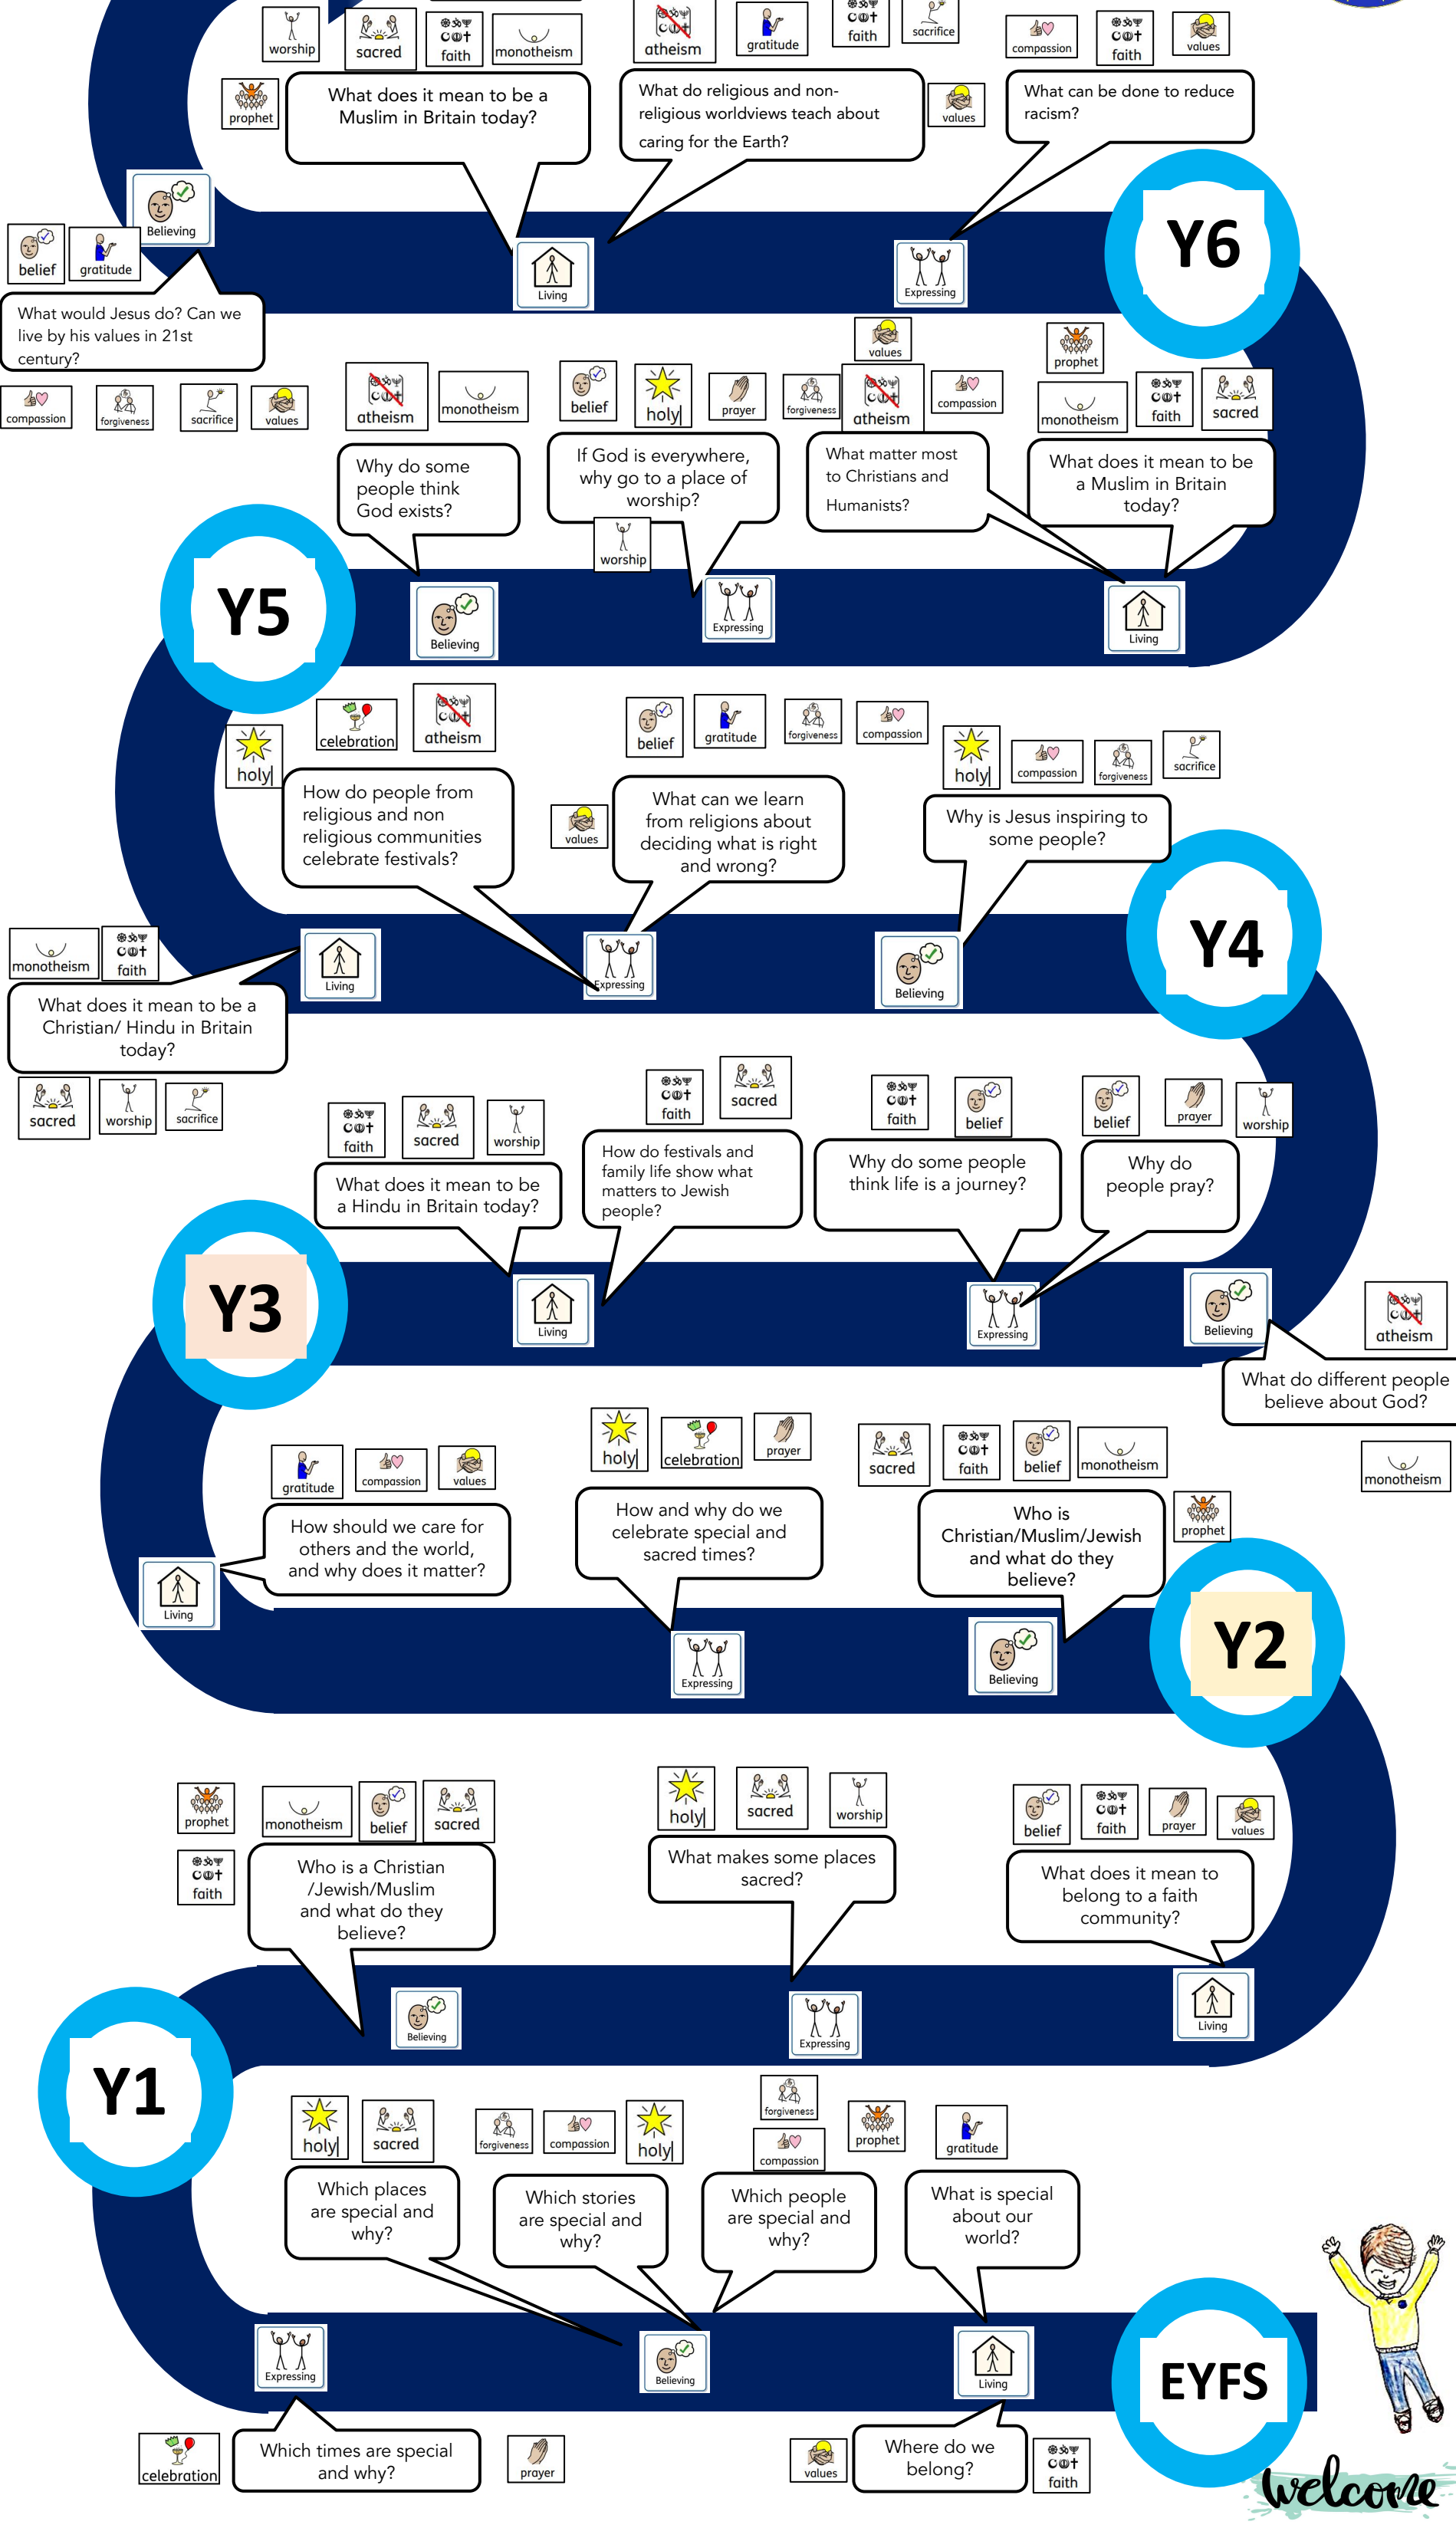 worship
sacred
faith
monotheism
atheism
gratitude
faith
sacrifice
compassion
faith
values
prophet
What does it mean to be a
Muslim in Britain today?
What do religious and non-
religious worldviews teach about
caring for the Earth?
values
What can be done to reduce
racism?
Believing
belief
gratitude
What would Jesus do? Can we
live by his values in 21st
century?
Living
Expressing
Y6
compassion
forgiveness
sacrifice
values
atheism
monotheism
belief
holy
prayer
forgiveness
values
atheism
compassion
prophet
monotheism
faith
sacred
Why do some
people think
God exists?
If God is everywhere,
why go to a place of
worship?
worship
What matter most
to Christians and
Humanists?
What does it mean to be
a Muslim in Britain
today?
Y5
Believing
Expressing
Living
holy
celebration
atheism
belief
gratitude
forgiveness
compassion
holy
compassion
forgiveness
sacrifice
How do people from
religious and non
religious communities
celebrate festivals?
values
What can we learn
from religions about
deciding what is right
and wrong?
Why is Jesus inspiring to
some people?
Y4
monotheism
faith
Living
Expressing
Believing
What does it mean to be a
Christian/ Hindu in Britain
today?
sacred
worship
sacrifice
faith
sacred
worship
faith
sacred
faith
belief
belief
prayer
worship
What does it mean to be
a Hindu in Britain today?
How do festivals and
family life show what
matters to Jewish
people?
Why do some people
think life is a journey?
Why do
people pray?
Y3
Living
Expressing
Believing
atheism
What do different people
believe about God?
monotheism
gratitude
compassion
values
holy
celebration
prayer
sacred
faith
belief
monotheism
prophet
How should we care for
others and the world,
and why does it matter?
How and why do we
celebrate special and
sacred times?
Who is
Christian/Muslim/Jewish
and what do they
believe?
Living
Expressing
Believing
Y2
prophet
monotheism
belief
sacred
faith
holy
sacred
worship
belief
faith
prayer
values
Who is a Christian
/Jewish/Muslim
and what do they
believe?
What makes some places
sacred?
What does it mean to
belong to a faith
community?
Believing
Expressing
Living
Y1
holy
sacred
forgiveness
compassion
holy
forgiveness
compassion
prophet
gratitude
Which places
are special and
why?
Which stories
are special and
why?
Which people
are special and
why?
What is special
about our
world?
Expressing
Believing
Living
EYFS
celebration
Which times are special
and why?
prayer
values
Where do we
belong?
faith
welcome